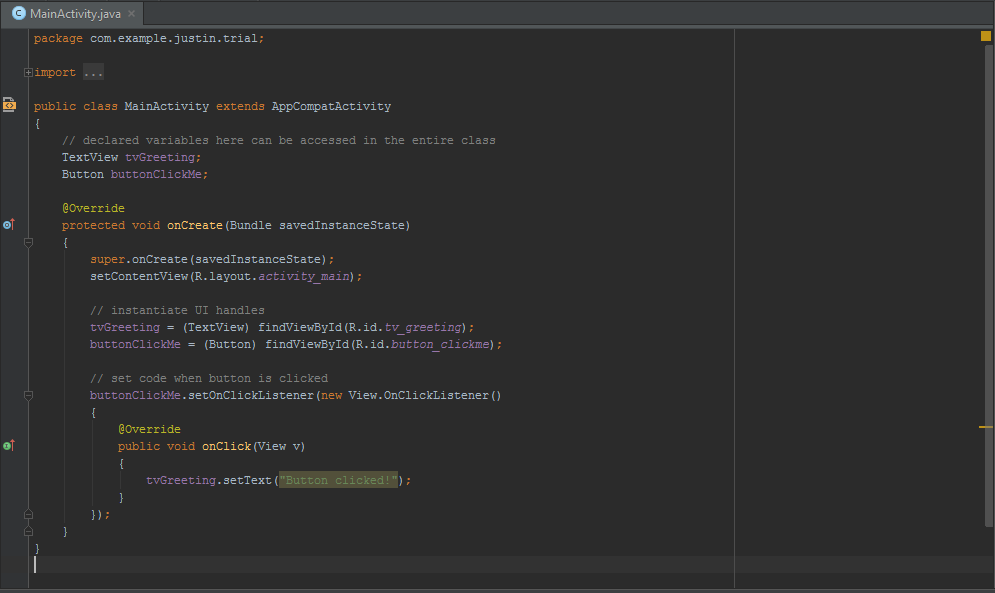 MainActivity.java
package com.example.justin.trial;
import ...
public class MainActivity extends AppCompatActivity
{
// declared variables here can be accessed in the entire class
TextView tvGreeting;
Button buttonClickMe;
@Override
protected void onCreate(Bundle savedInstanceState)
{
super.onCreate(savedInstanceState);
setContentView(R.layout.activity_main);
// instantiate UI handles
tvGreeting = (TextView) findViewById(R.id.tv_greeting);
buttonClickMe = (Button) findViewById(R.id.button_clickme);
// set code when button is clicked
buttonClickMe.setOnClickListener(new View.OnClickListener()
{
@Override
public void onClick(View v)
{
tvGreeting.setText("Button clicked!");
}
});
}
}